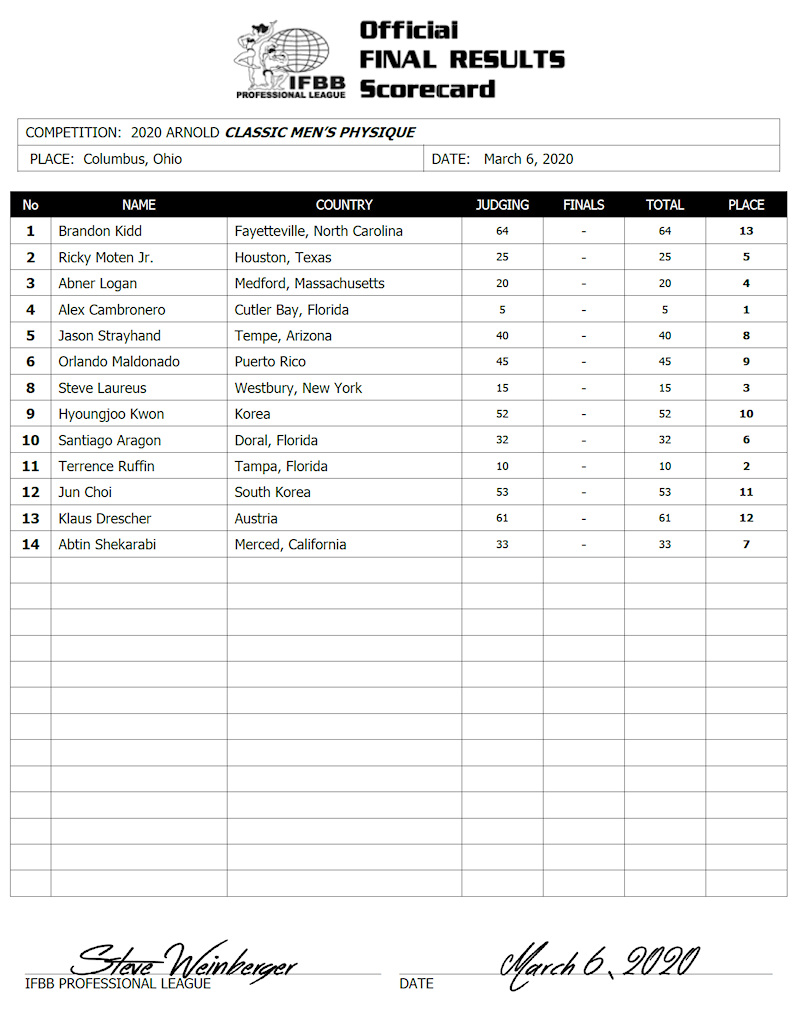 Official
FINAL RESULTS
Scorecard
IFBB
PROFESSIONAL LEAGUE
COMPETITION: 2020 ARNOLD CLASSIC MEN'S PHYSIQUE
PLACE: Columbus, Ohio DATE: March 6, 2020
No NAME COUNTRY JUDGING FINALS TOTAL PLACE
1 Brandon Kidd Fayetteville, North Carolina 64 - 64 13
2 Ricky Moten Jr. Houston, Texas 25 - 25 5
3 Abner Logan Medford, Massachusetts 20 - 20 4
4 Alex Cambronero Cutler Bay, Florida 5 - 5 1
5 Jason Strayhand Tempe, Arizona 40 - 40 8
6 Orlando Maldonado Puerto Rico 45 - 45 9
8 Steve Laureus Westbury, New York 15 - 15 3
9 Hyoungjoo Kwon Korea 52 - 52 10
10 Santiago Aragon Doral, Florida 32 - 32 6
11 Terrence Ruffin Tampa, Florida 10 - 10 2
12 Jun Choi South Korea 53 - 53 11
13 Klaus Drescher Austria 61 - 61 12
14 Abtin Shekarabi Merced, California 33 - 33 7
Steve Weinberger March 6, 2020
IFBB PROFESSIONAL LEAGUE DATE